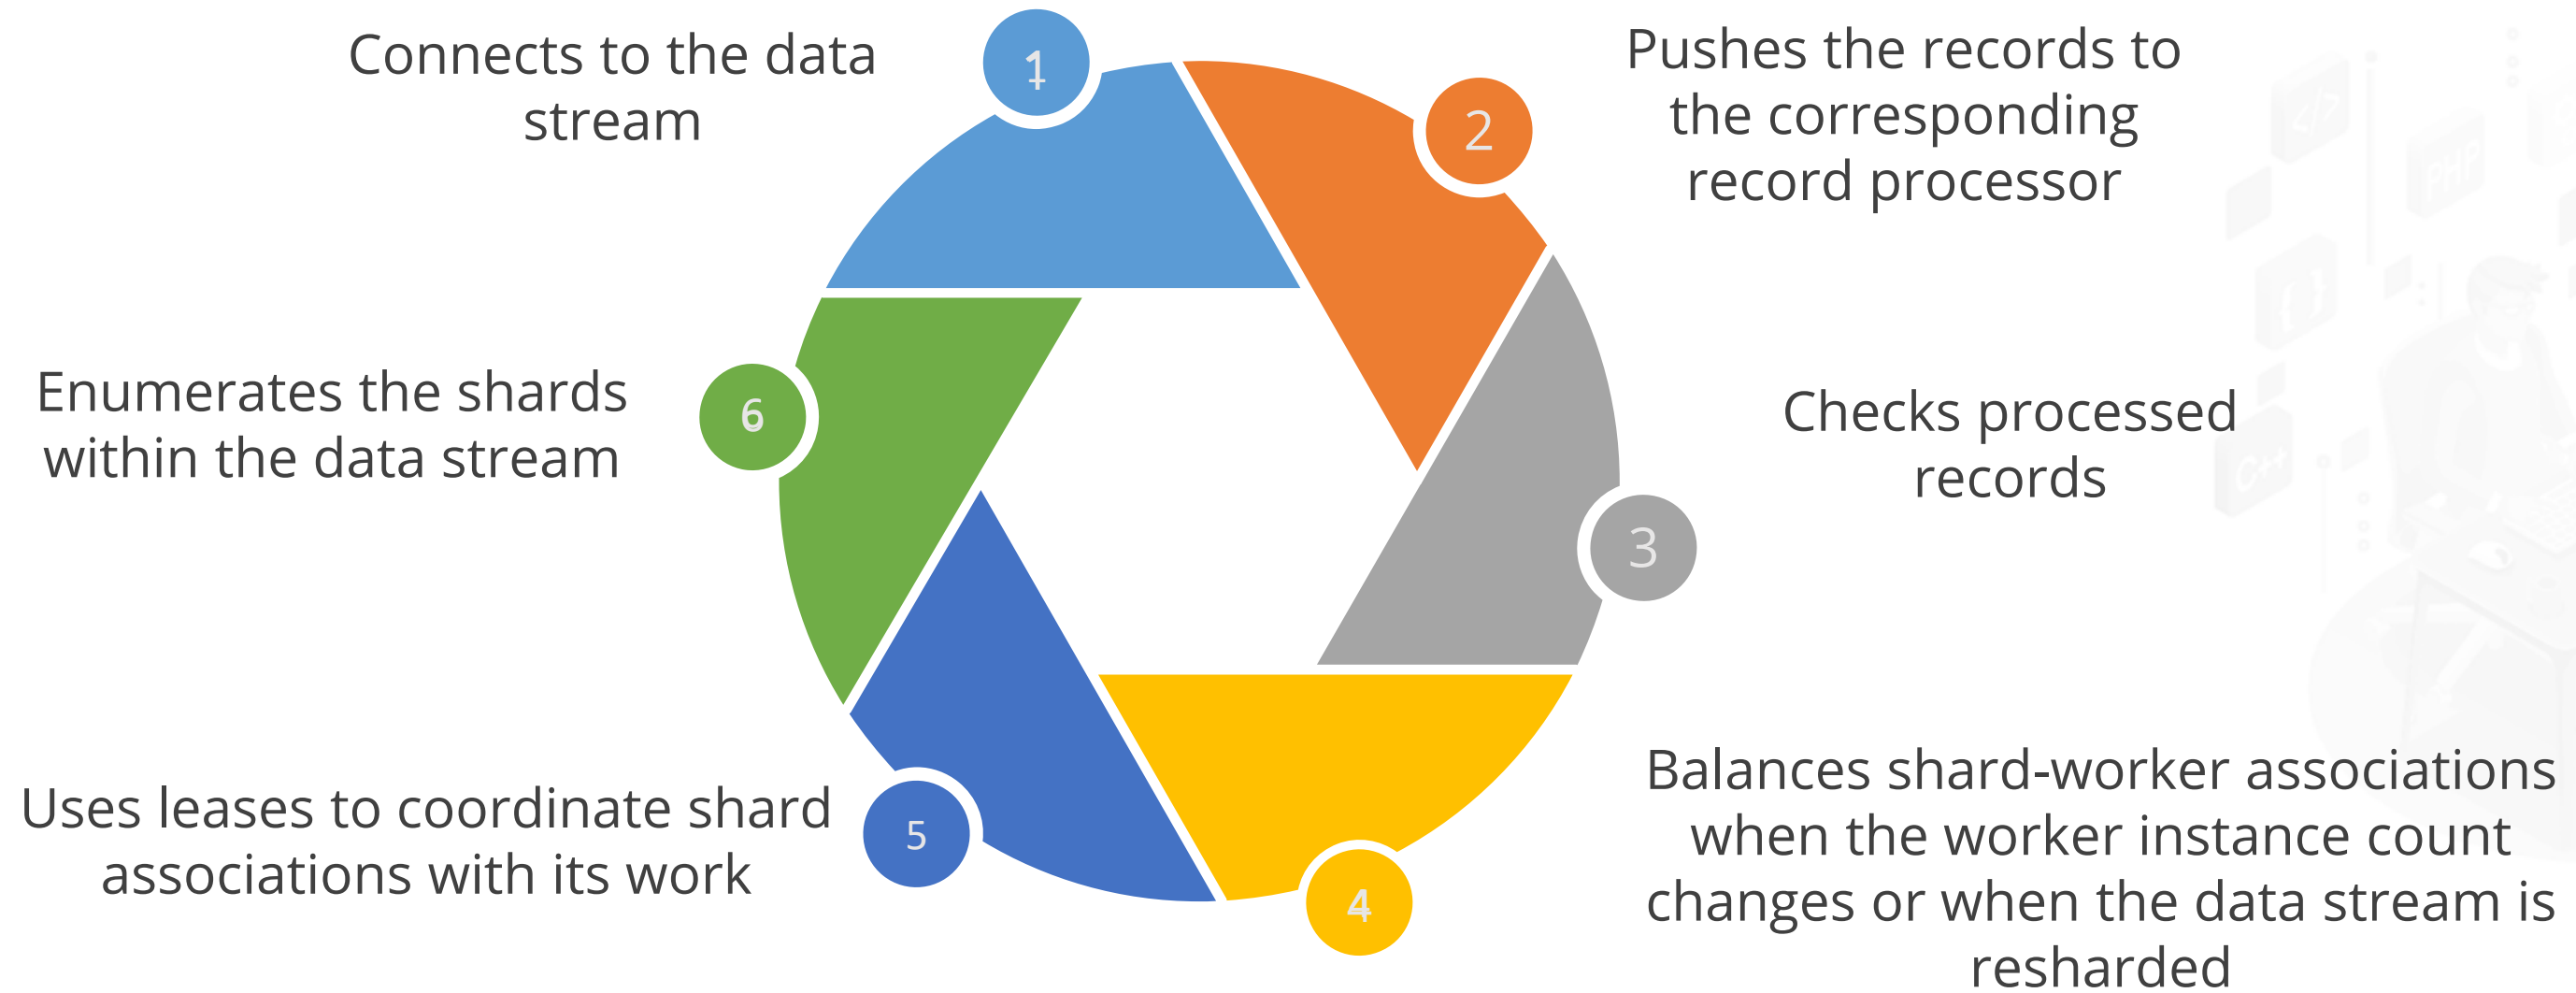 Connects to the data
stream
1
2
Pushes the records to
the corresponding
record processor
Checks processed
records
3
Balances shard-worker associations
when the worker instance count
changes or when the data stream is
resharded
4
Uses leases to coordinate shard
associations with its work
5
Enumerates the shards
within the data stream
6
</>
PHP
{ }
C++